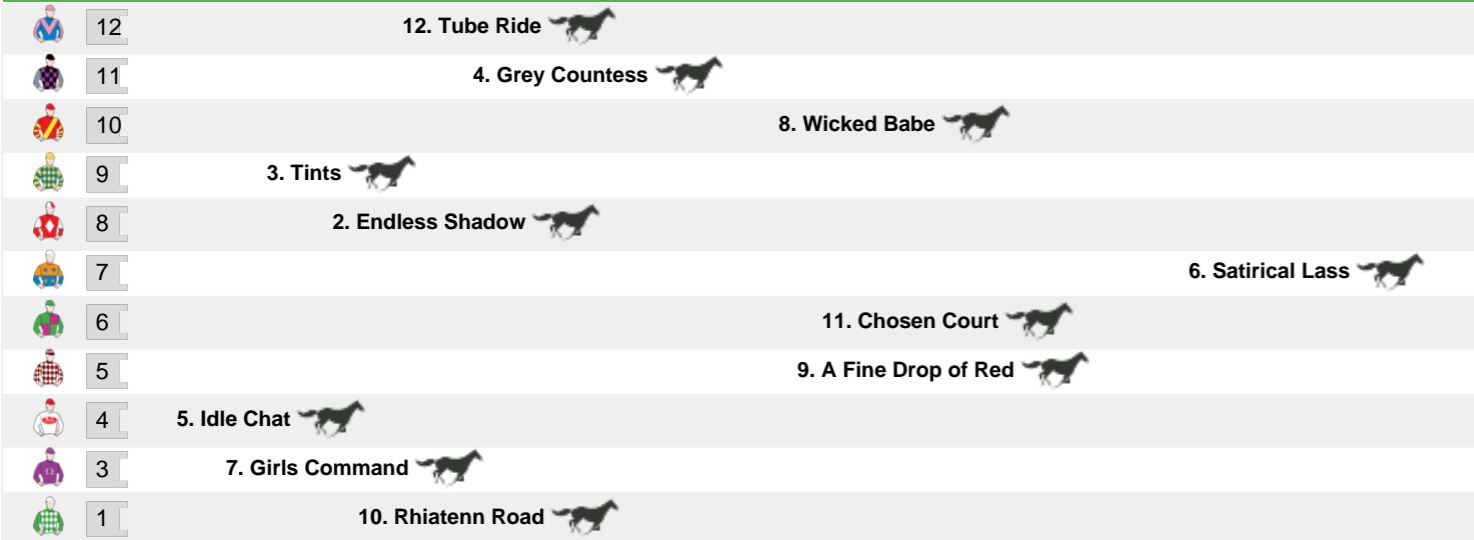 12 12. Tube Ride
11 4. Grey Countess
10 8. Wicked Babe
9 3. Tints
8 2. Endless Shadow
7 6. Satirical Lass
6 11. Chosen Court
5 9. A Fine Drop of Red
4 5. Idle Chat
3 7. Girls Command
1 10. Rhiatenn Road